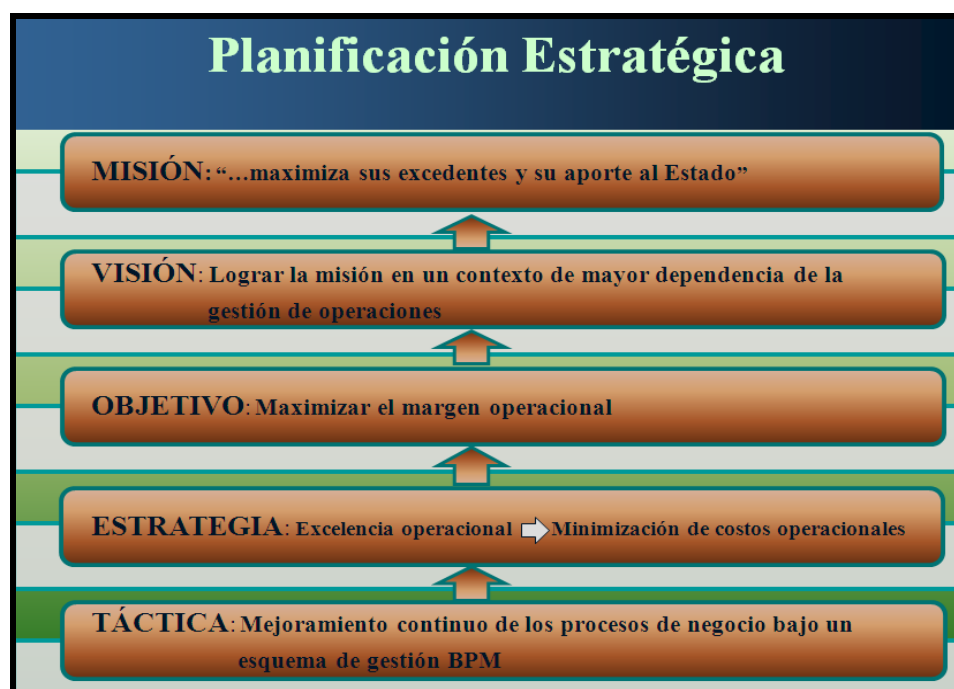 Planificación Estratégica
MISIÓN: “...maximiza sus excedentes y su aporte al Estado”
VISIÓN: Lograr la misión en un contexto de mayor dependencia de la
gestión de operaciones
OBJETIVO: Maximizar el margen operacional
ESTRATEGIA: Excelencia operacional Minimización de costos operacionales
TÁCTICA: Mejoramiento continuo de los procesos de negocio bajo un
esquema de gestión BPM